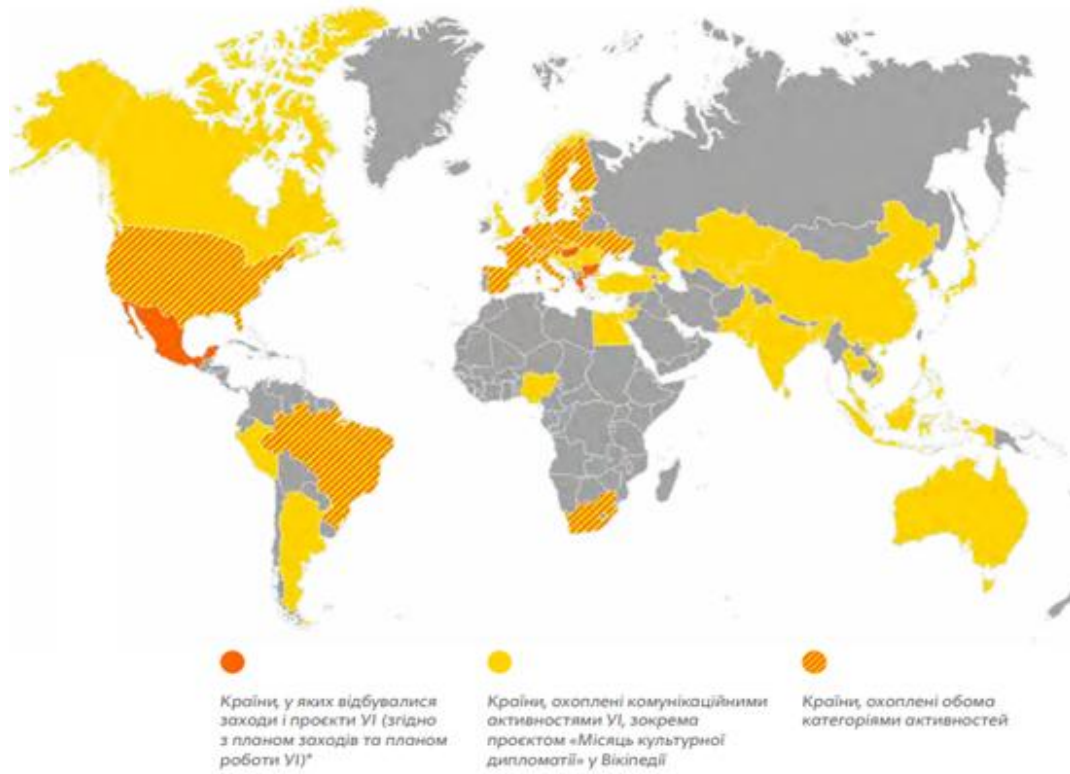 Країни, у яких відбувалися
заходи і проєкти УІ (згідно
з планом заходів та планом
роботи УІ)*
Країни, охоплені комунікаційними
активностями УІ, зокрема
проєктом «Місяць культурної
дипломатії» у Вікіпедії
Країни, охоплені обома
категоріями активностей